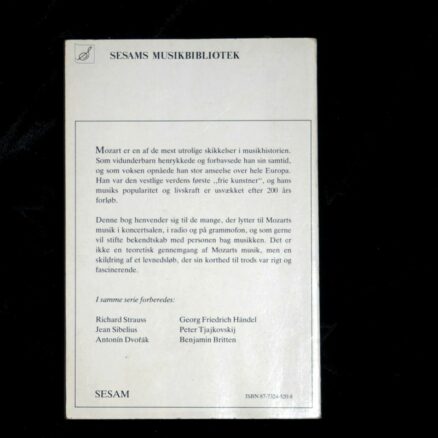 SESAMS MUSIKBIBLIOTEK
Mozart er en af de mest utrolige skikkelser i musikhistorien.
Som vidunderbarn henrykkede og forbavsede han sin samtid,
og som voksen opnåede han stor anseelse over hele Europa.
Han var den vestlige verdens første „frie kunstner“, og hans
musiks popularitet og livskraft er usvækket efter 200 års
forløb.
Denne bog henvender sig til de mange, der lytter til Mozarts
musik i koncertsalen, i radio og på grammofon, og som gerne
vil stifte bekendtskab med personen bag musikken. Det er
ikke en teoretisk gennemgang af Mozarts musik, men en
skildring af et levnedsløb, der sin korthed til trods var rigt og
fascinerende.
I samme serie forberedes:
Richard Strauss Georg Friedrich Händel
Jean Sibelius Peter Tjajkovskij
Antonín Dvořák Benjamin Britten
SESAM ISBN 87-7324-520-8